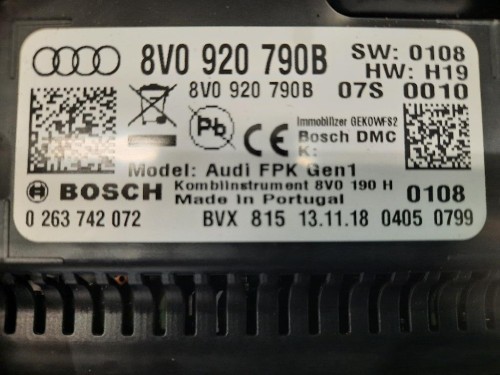 8V0 920 790B SW: 0108
HW: H19
8V0 920 790B 07S 0010
Immobilizer GEKOWFS2
Pb
CE
Bosch DMC
K:
Model: Audi FPK Gen1
BOSCH Kombiinstrument 8V0 190 H 0108
Made in Portugal
0 263 742 072 BVX 815 13.11.18 0405 0799